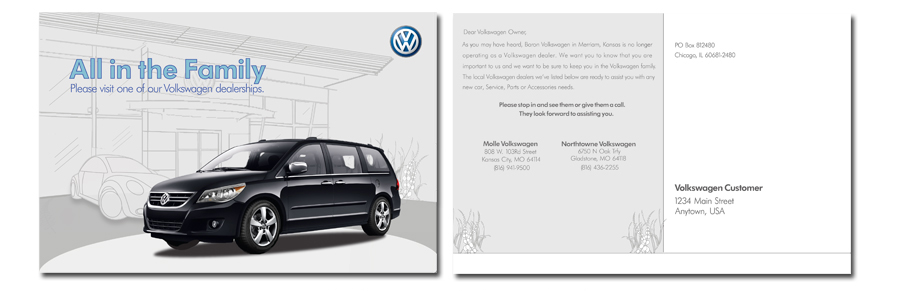 All in the Family
Please visit one of our Volkswagen dealerships.
Dear Volkswagen Owner,
As you may have heard, Baron Volkswagen in Merriam, Kansas is no longer
operating as a Volkswagen dealer. We want you to know that you are
important to us and we want to be sure to keep you in the Volkswagen family.
The local Volkswagen dealers we've listed below are ready to assist you with any
new car, Service, Parts or Accessories needs.
Please stop in and see them or give them a call.
They look forward to assisting you.
Molle Volkswagen
808 W. 103Rd Street
Kansas City, MO 64114
(816) 941-9500
Northtowne Volkswagen
6750 N Oak Trfy
Gladstone, MO 64118
(816) 436-2255
PO Box 812480
Chicago, IL 60681-2480
Volkswagen Customer
1234 Main Street
Anytown, USA